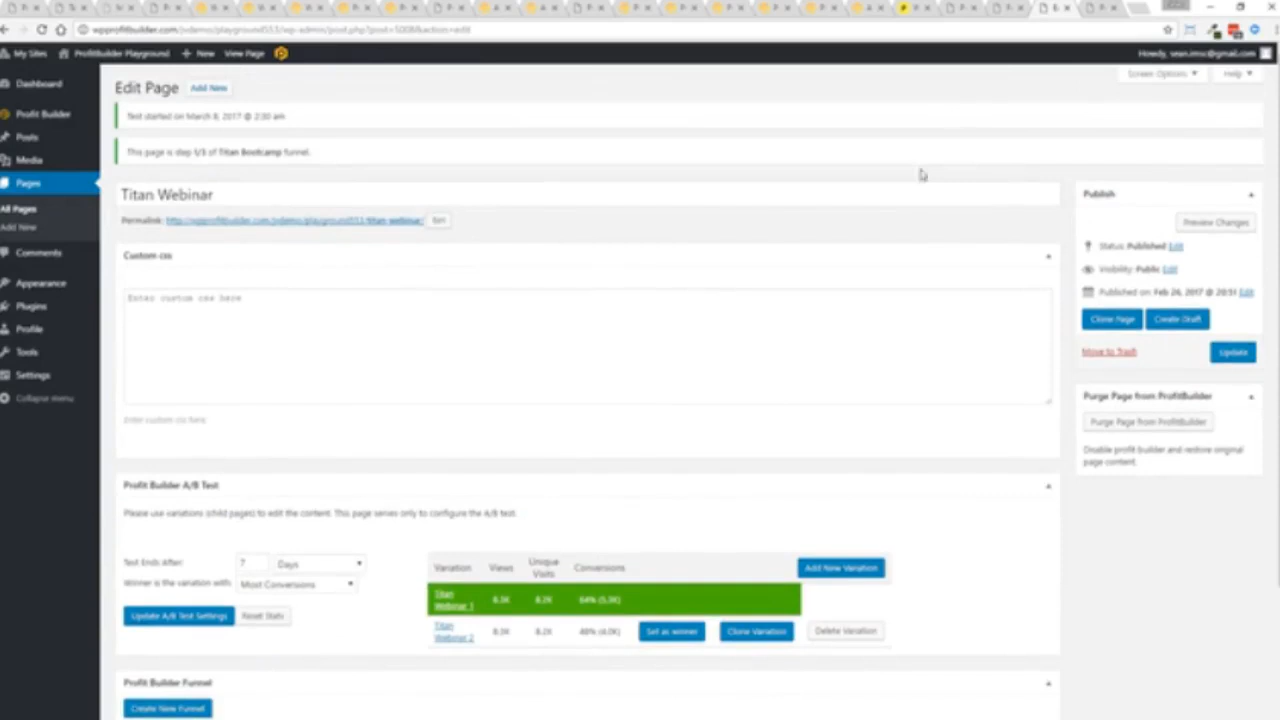 wpprofitbuilder.com
My Sites
ProfitBuilder Playground
New
View Page
Howdy,
Dashboard
Profit Builder
Posts
Media
Pages
All Pages
Add New
Comments
Appearance
Plugins
Profile
Tools
Settings
Collapse menu
Screen Options
Help
Edit Page
Add New
Test started on March 8, 2017 @ 2:30 am
This page is step 1/3 of Titan Bootcamp funnel.
Titan Webinar
Permalink:
Edit
Custom css
Enter custom css here
Enter custom css here
Profit Builder A/B Test
Please use variations (child pages) to edit the content. This page serves only to configure the A/B test.
Test Ends After: 7 Days
Winner is the variation with: Most Conversions
Update A/B Test Settings
Reset Stats
Variation Views Unique Visits Conversions
Add New Variation
Titan Webinar 1 8.3K 8.2K 64% (5.3K)
Titan Webinar 2 8.3K 8.2K 48% (4.0K)
Set as winner
Clone Variation
Delete Variation
Profit Builder Funnel
Create New Funnel
Publish
Preview Changes
Status: Published Edit
Visibility: Public Edit
Published on: Feb 26, 2017 @ Edit
Clone Page
Create Draft
Move to Trash
Update
Purge Page from ProfitBuilder
Purge Page from ProfitBuilder
Disable profit builder and restore original
page content.